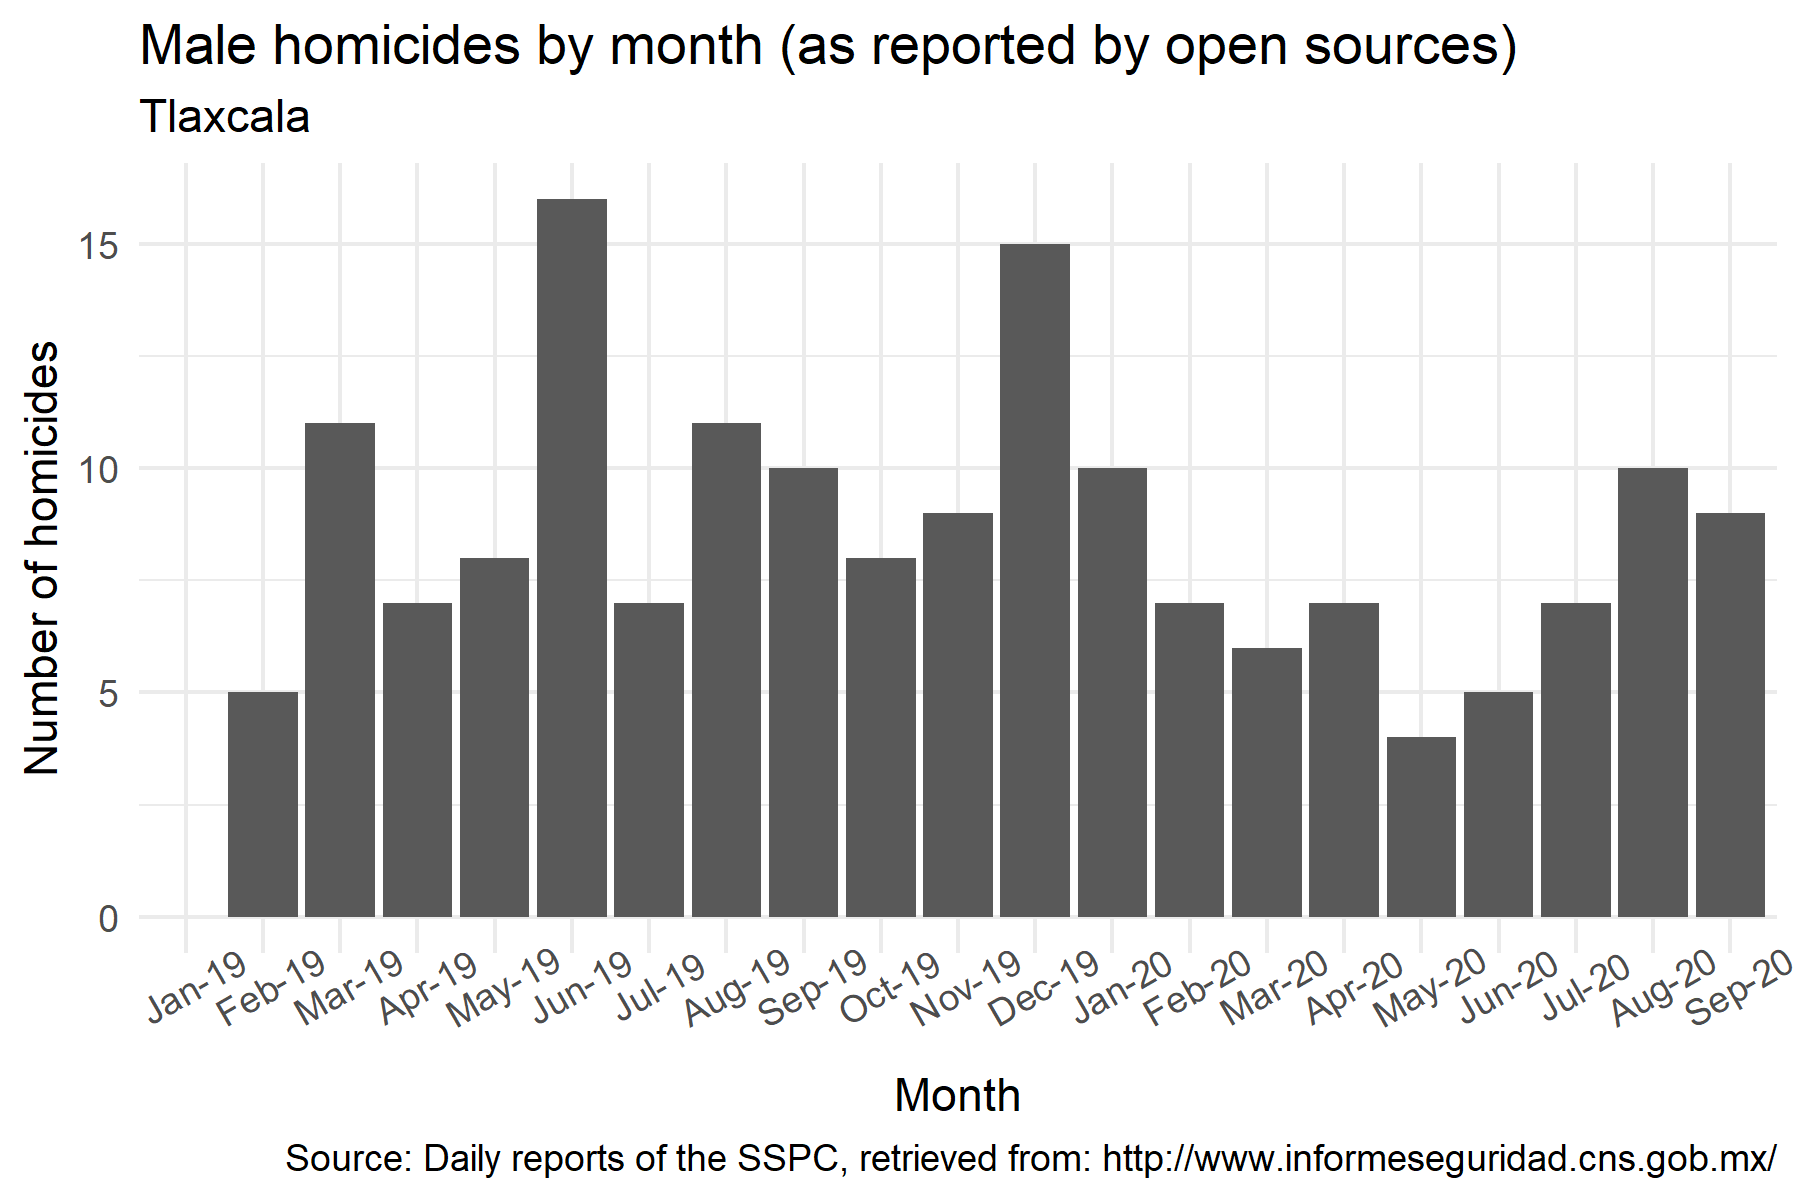 Male homicides by month (as reported by open sources)
Tlaxcala
Number of homicides
15
10
5
0
Jan-19
Feb-19
Mar-19
Apr-19
May-19
Jun-19
Jul-19
Aug-19
Sep-19
Oct-19
Nov-19
Dec-19
Jan-20
Feb-20
Mar-20
Apr-20
May-20
Jun-20
Jul-20
Aug-20
Sep-20
Month
Source: Daily reports of the SSPC, retrieved from: http://www.informeseguridad.cns.gob.mx/